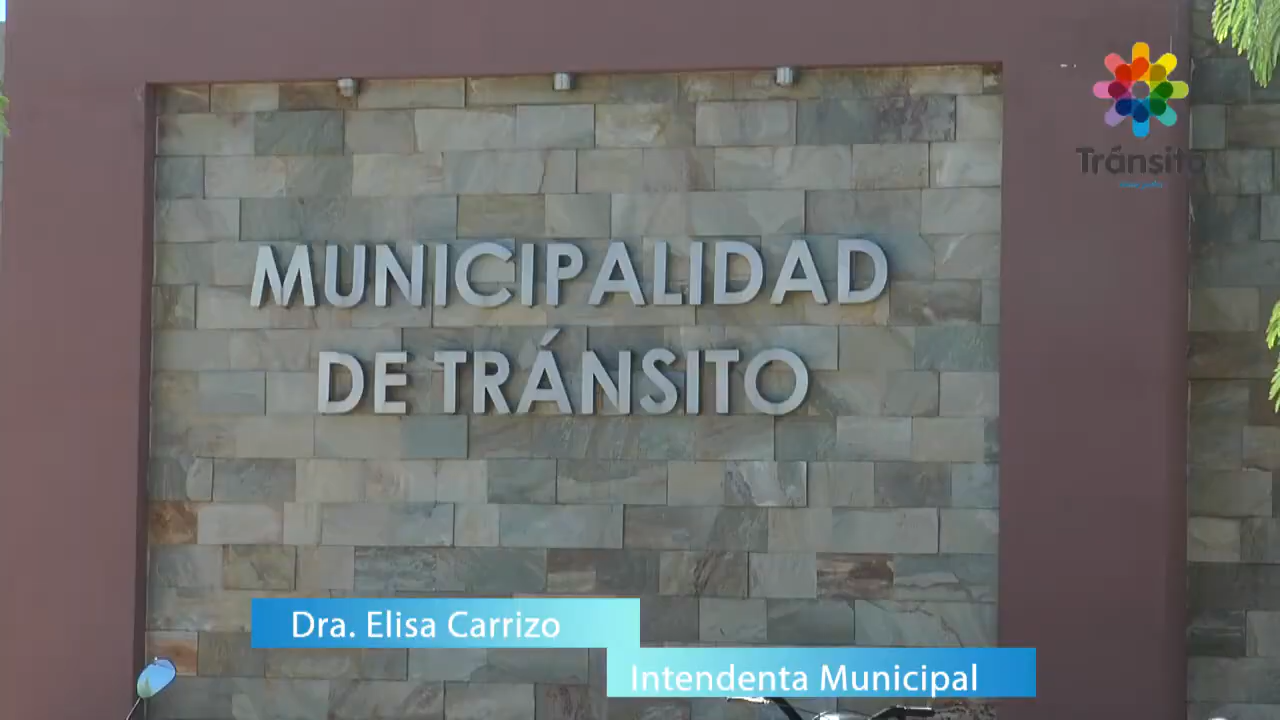 Tránsito
MUNICIPALIDAD
DE TRÁNSITO
Dra. Elisa Carrizo
Intendenta Municipal